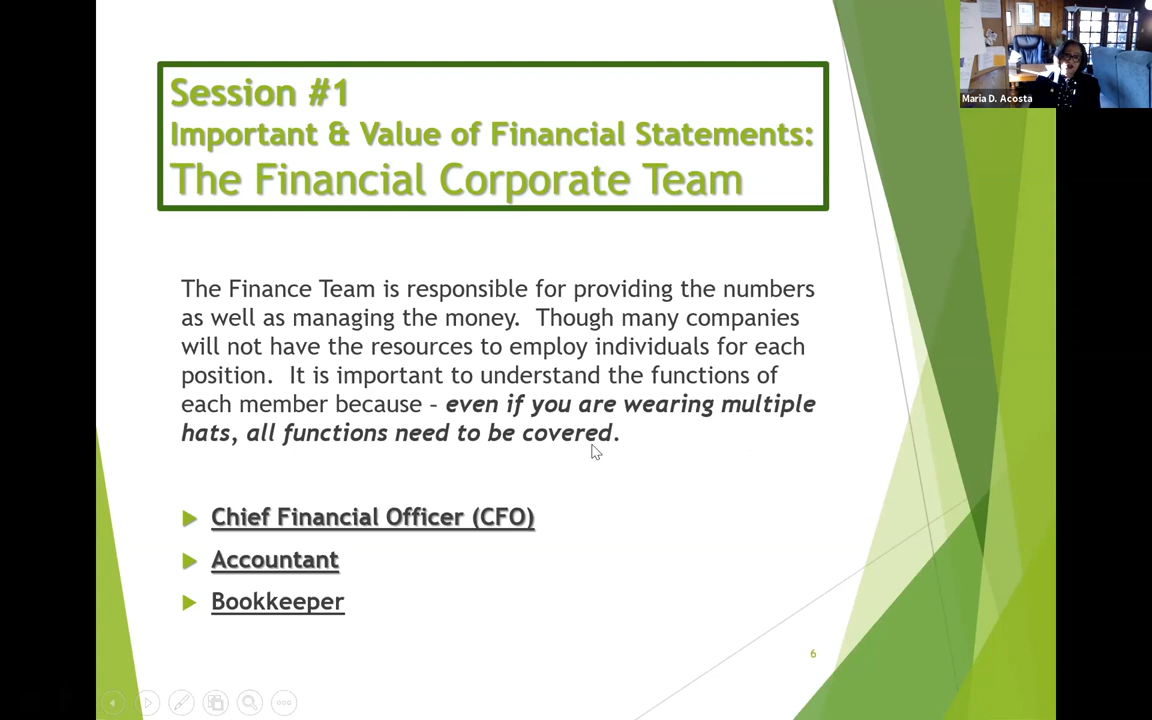 Session #1
Important & Value of Financial Statements:
The Financial Corporate Team
The Finance Team is responsible for providing the numbers
as well as managing the money. Though many companies
will not have the resources to employ individuals for each
position. It is important to understand the functions of
each member because – even if you are wearing multiple
hats, all functions need to be covered.
Chief Financial Officer (CFO)
Accountant
Bookkeeper
6
Maria D. Acosta